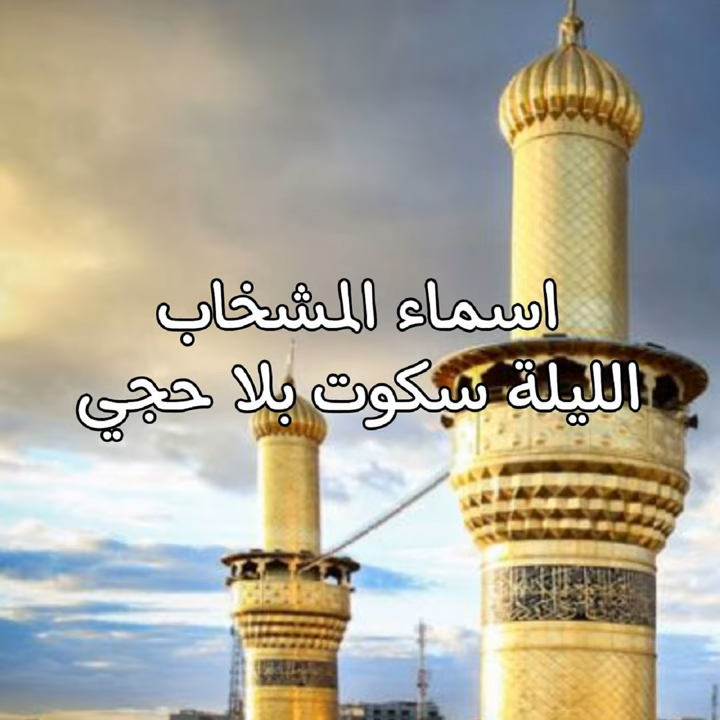 اسماء المشخاب
الليلة سكوت بلا حجي